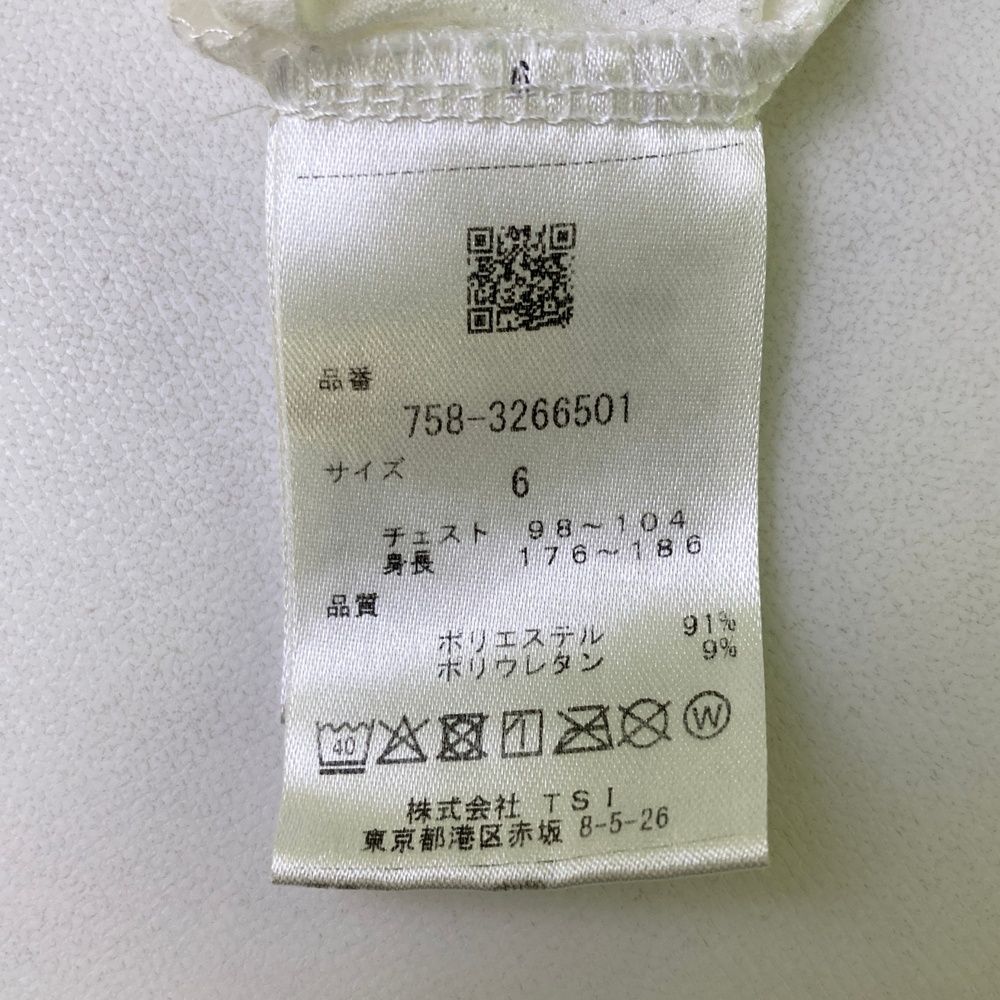 品番
758-3266501
サイズ
6
チェスト 98～104
身長 176～186
品質
ポリエステル 91%
ポリウレタン 9%
40 W
株式会社 TSI
東京都港区赤坂 8-5-26